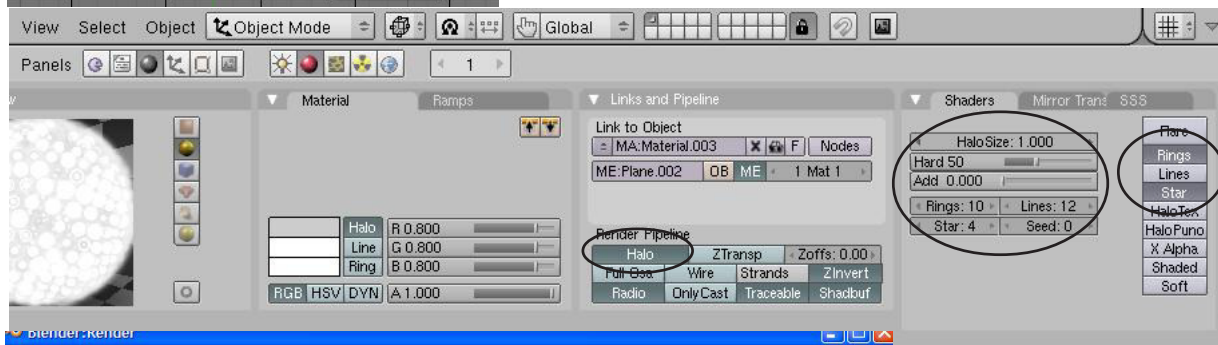 View Select Object Object Mode Global
Panels 1
Material Ramps
Links and Pipeline
Shaders Mirror Trans SSS
Link to Object
MA:Material.003 X F Nodes
ME:Plane.002 OB ME 1 Mat 1
Halo R 0.800
Line G 0.800
Ring B 0.800
RGB HSV DYN A 1.000
Render Pipeline
Halo ZTransp Zoffs: 0.00
Full Osa Wire Strands ZInvert
Radio OnlyCast Traceable Shadbuf
HaloSize: 1.000
Hard 50
Add 0.000
Rings: 10 Lines: 12
Star: 4 Seed: 0
Flare
Rings
Lines
Star
HaloTex
HaloPuno
X Alpha
Shaded
Soft
Blender:Render